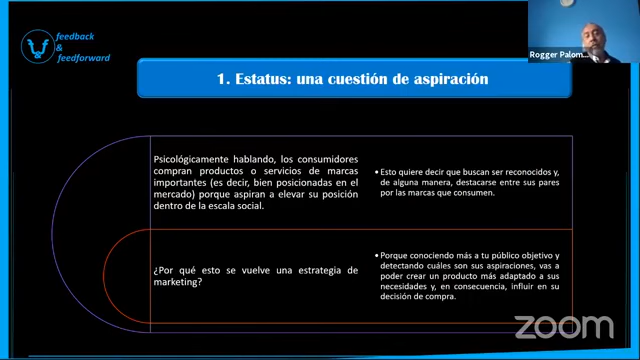 feedback
&
feedforward
Rogger Palom...
1. Estatus: una cuestión de aspiración
Psicológicamente hablando, los consumidores
compran productos o servicios de marcas
importantes (es decir, bien posicionadas en el
mercado) porque aspiran a elevar su posición
dentro de la escala social.
• Esto quiere decir que buscan ser reconocidos y,
de alguna manera, destacarse entre sus pares
por las marcas que consumen.
¿Por qué esto se vuelve una estrategia de
marketing?
• Porque conociendo más a tu público objetivo y
detectando cuáles son sus aspiraciones, vas a
poder crear un producto más adaptado a sus
necesidades y, en consecuencia, influir en su
decisión de compra.
zoom